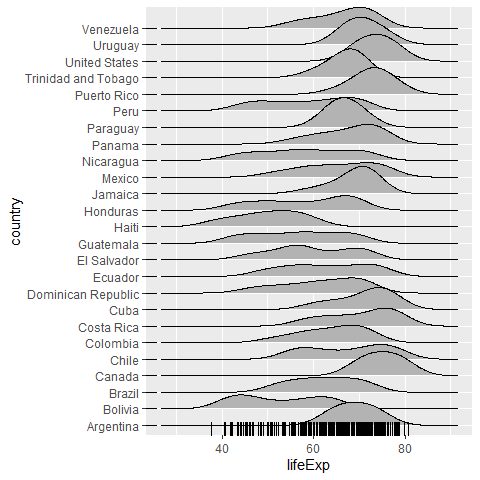 Venezuela
Uruguay
United States
Trinidad and Tobago
Puerto Rico
Peru
Paraguay
Panama
Nicaragua
Mexico
Jamaica
Honduras
Haiti
Guatemala
El Salvador
Ecuador
Dominican Republic
Cuba
Costa Rica
Colombia
Chile
Canada
Brazil
Bolivia
Argentina
country
40 60 80
lifeExp